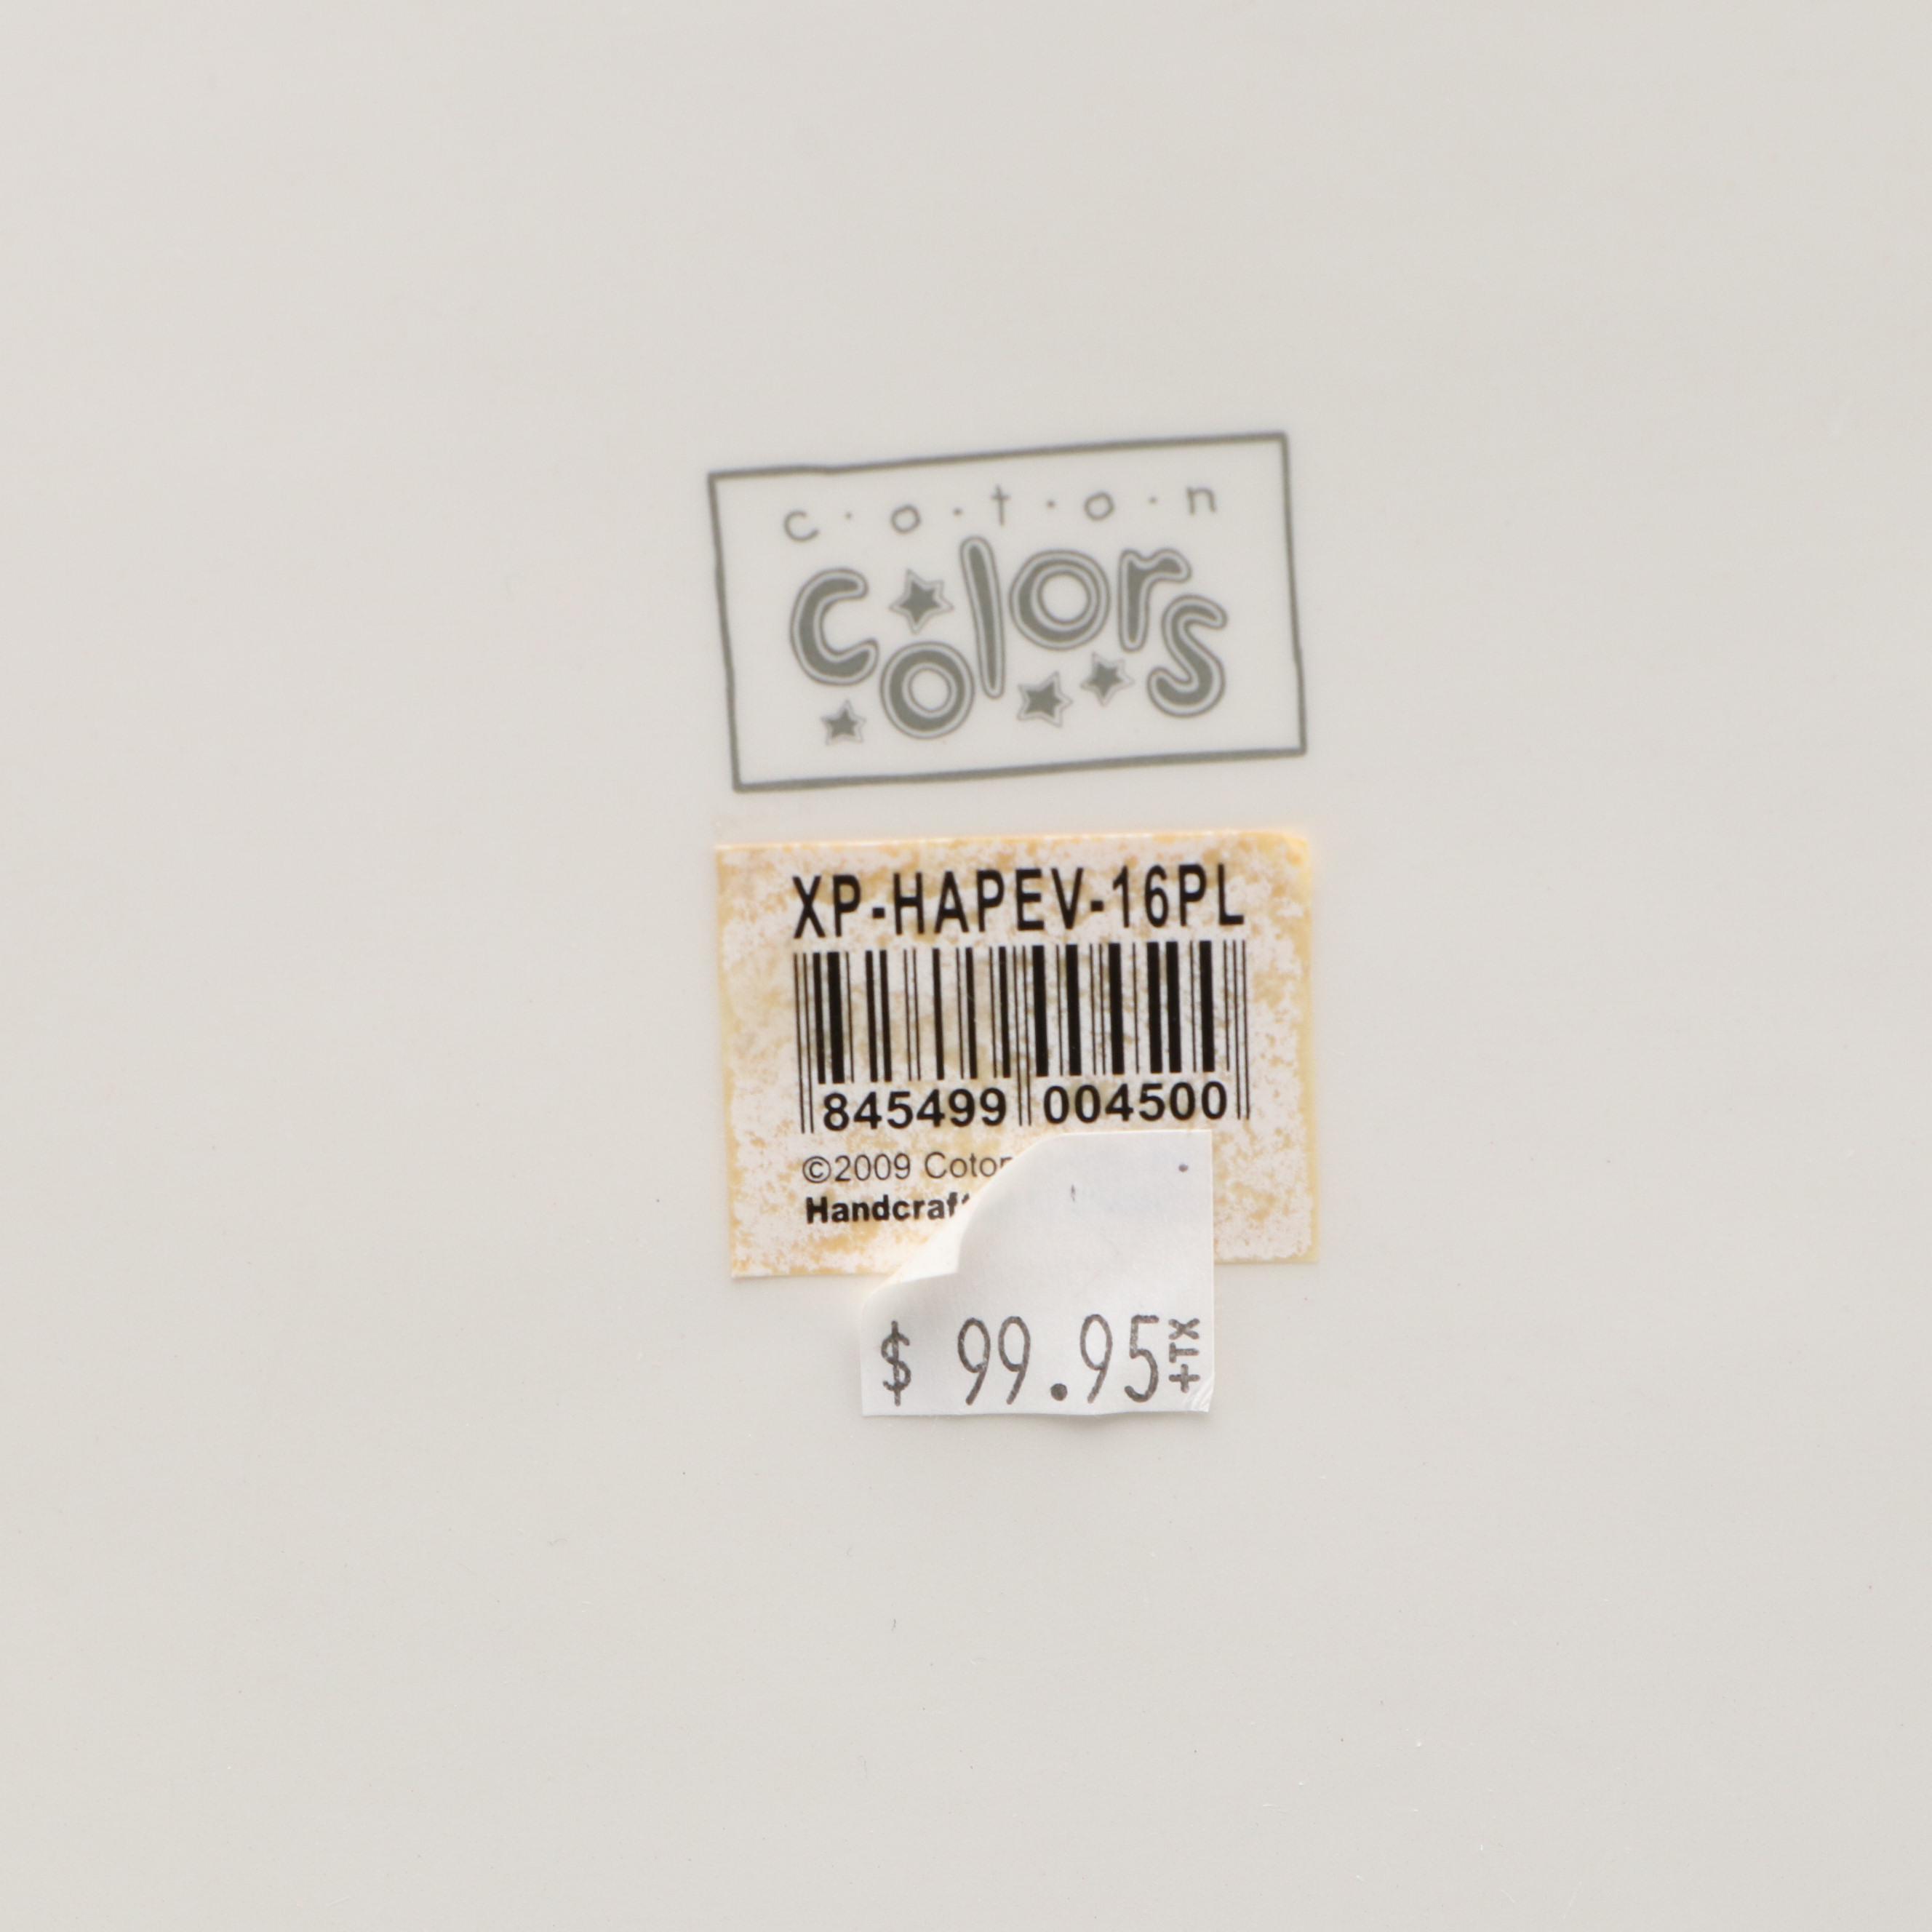 c·o·t·o·n
colors
XP-HAPEV-16PL
845499 004500
©2009 Coton
Handcraft
$ 99.95 +TX